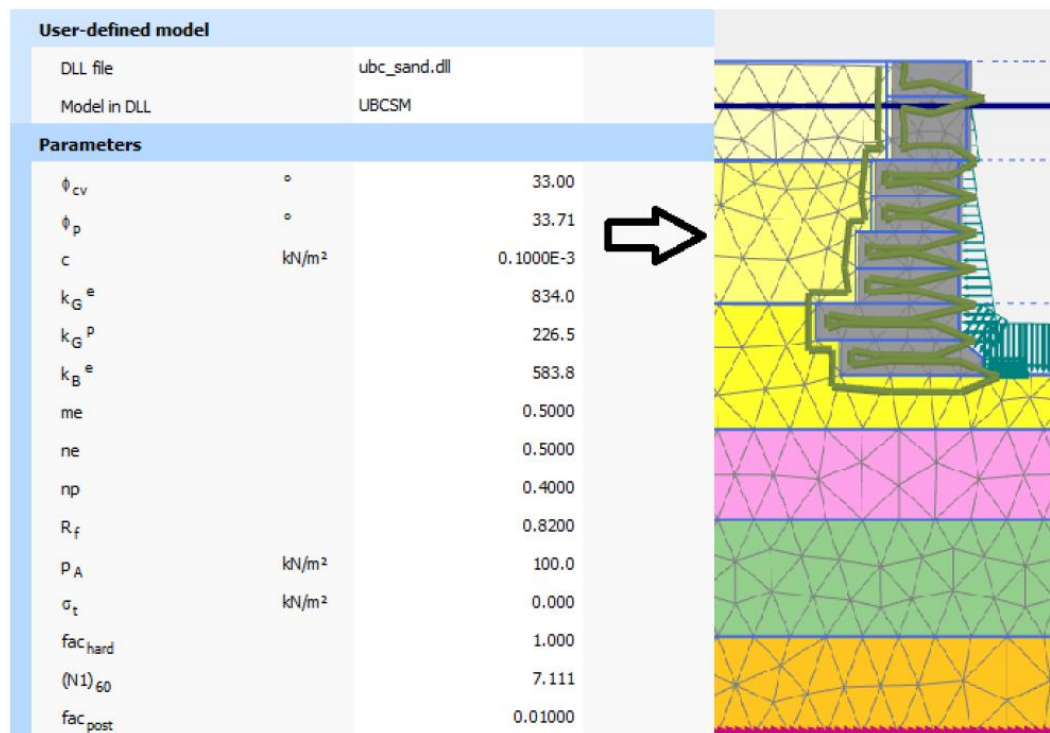 User-defined model
DLL file ubc_sand.dll
Model in DLL UBCSM
Parameters
ϕcv ° 33.00
ϕp ° 33.71
c kN/m² 0.1000E-3
kG^e 834.0
kG^p 226.5
kB^e 583.8
me 0.5000
ne 0.5000
np 0.4000
Rf 0.8200
PA kN/m² 100.0
σt kN/m² 0.000
fachard 1.000
(N1)60 7.111
facpost 0.01000